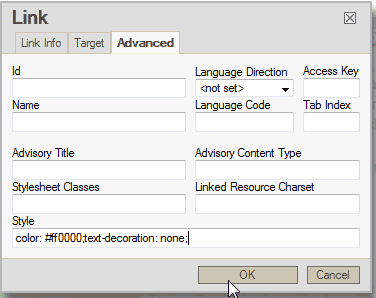 Link
Link Info Target Advanced
Id Language Direction Access Key
<not set>
Name Language Code Tab Index
Advisory Title Advisory Content Type
Stylesheet Classes Linked Resource Charset
Style
color: #ff0000;text-decoration: none;
OK Cancel